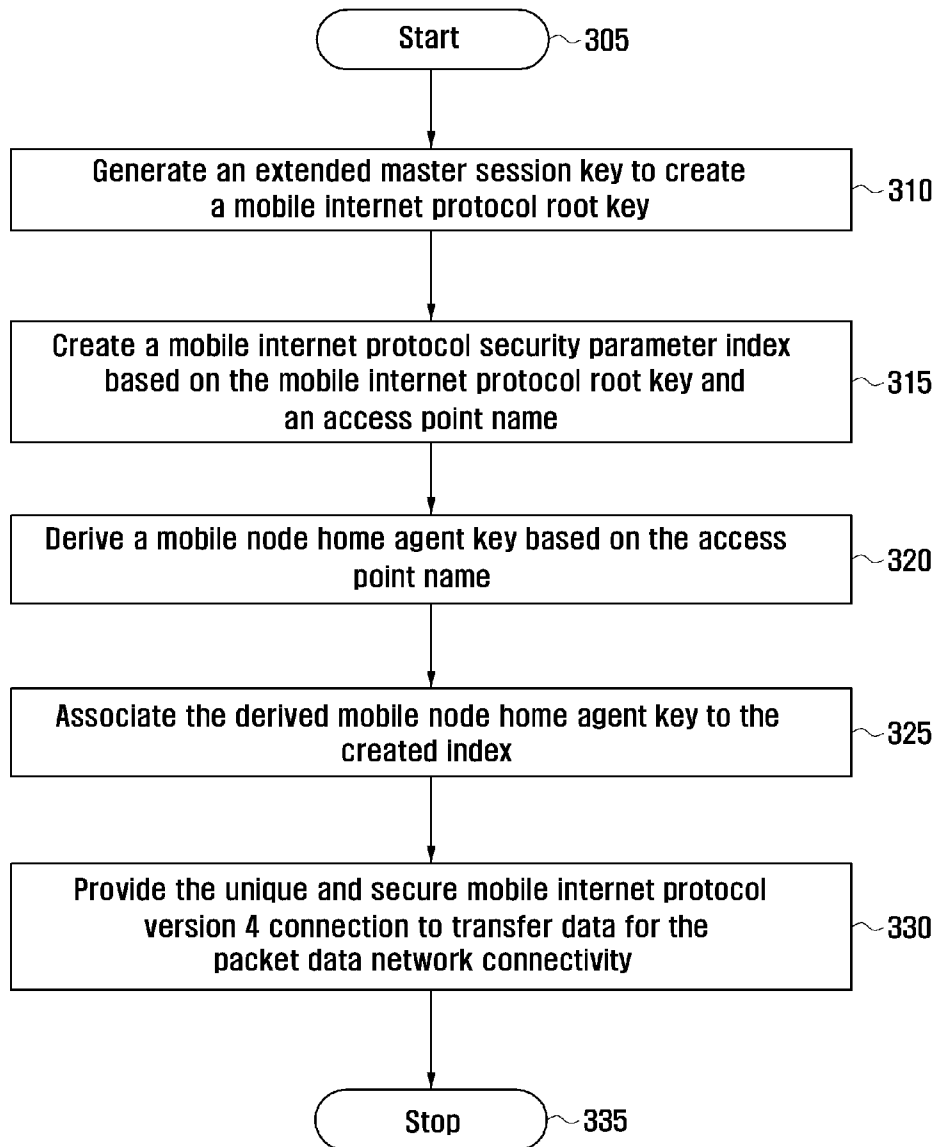 Start
305
Generate an extended master session key to create
a mobile internet protocol root key
310
Create a mobile internet protocol security parameter index
based on the mobile internet protocol root key and
an access point name
315
Derive a mobile node home agent key based on the access
point name
320
Associate the derived mobile node home agent key to the
created index
325
Provide the unique and secure mobile internet protocol
version 4 connection to transfer data for the
packet data network connectivity
330
Stop
335